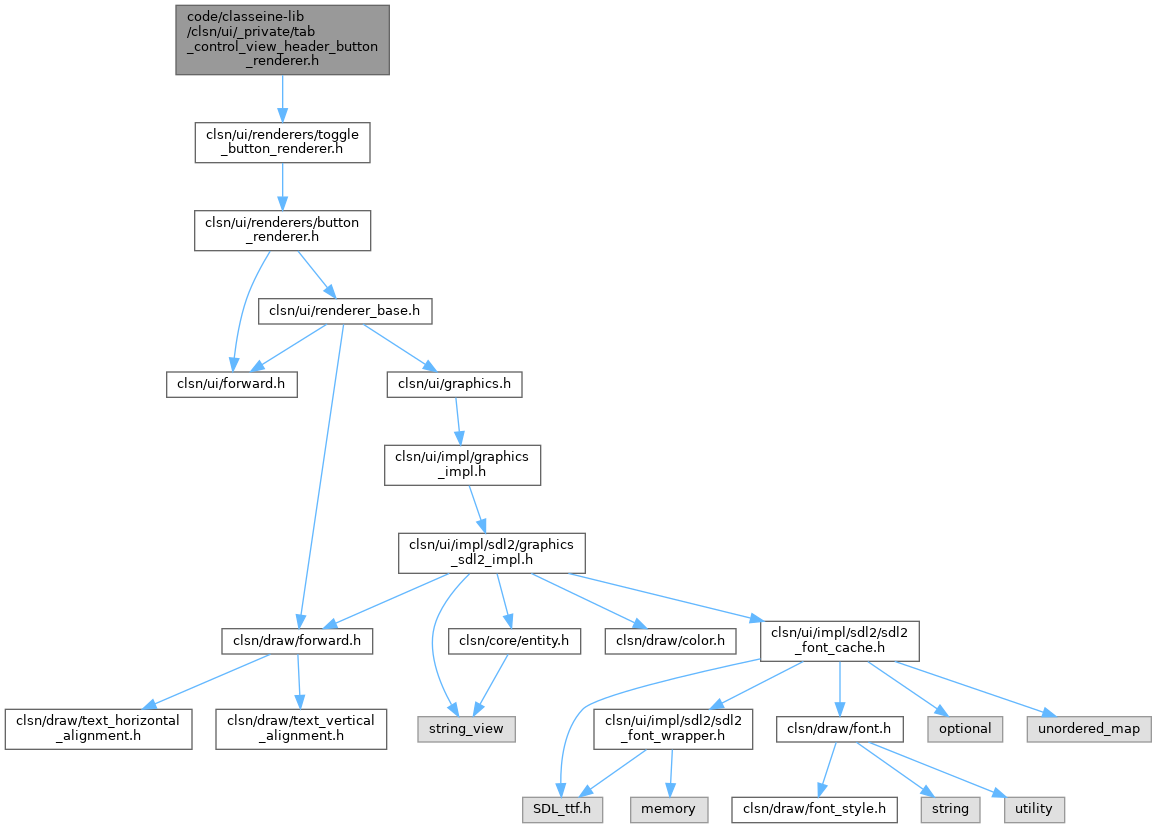 code/classeine-lib
/clsn/ui/_private/tab
_control_view_header_button
_renderer.h
clsn/ui/renderers/toggle
_button_renderer.h
clsn/ui/renderers/button
_renderer.h
clsn/ui/renderer_base.h
clsn/ui/forward.h
clsn/ui/graphics.h
clsn/ui/impl/graphics
_impl.h
clsn/ui/impl/sdl2/graphics
_sdl2_impl.h
clsn/draw/forward.h
clsn/core/entity.h
clsn/draw/color.h
clsn/ui/impl/sdl2/sdl2
_font_cache.h
clsn/draw/text_horizontal
_alignment.h
clsn/draw/text_vertical
_alignment.h
string_view
clsn/ui/impl/sdl2/sdl2
_font_wrapper.h
clsn/draw/font.h
optional
unordered_map
SDL_ttf.h
memory
clsn/draw/font_style.h
string
utility